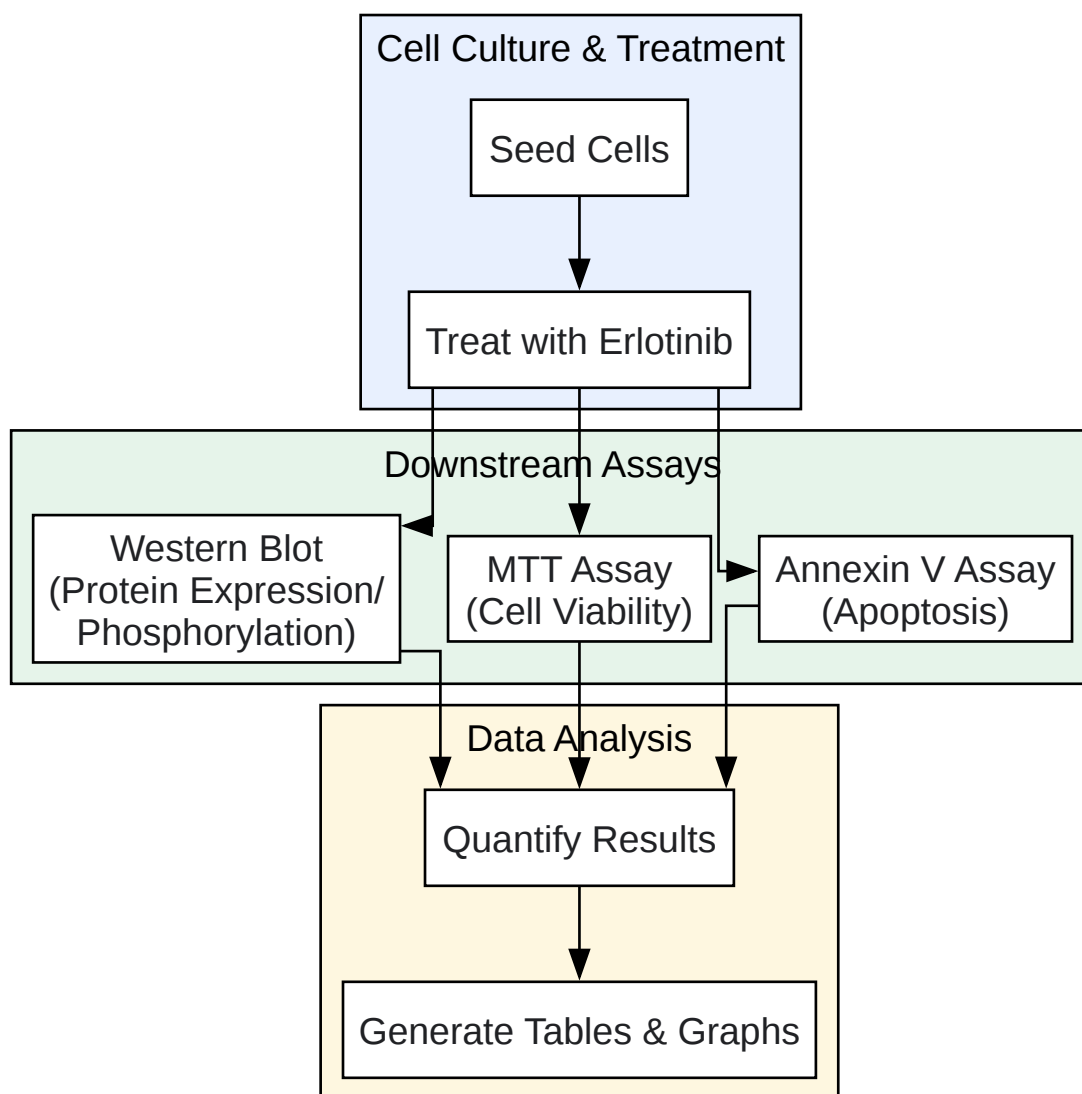 Cell Culture & Treatment
Seed Cells
Treat with Erlotinib
Downstream Assays
Western Blot
(Protein Expression/
Phosphorylation)
MTT Assay
(Cell Viability)
Annexin V Assay
(Apoptosis)
Data Analysis
Quantify Results
Generate Tables & Graphs